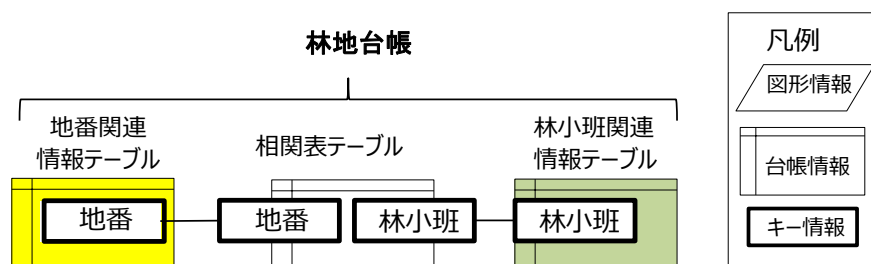 林地台帳
地番関連
情報テーブル
相関表テーブル
林小班関連
情報テーブル
地番
地番
林小班
林小班
凡例
図形情報
台帳情報
キー情報